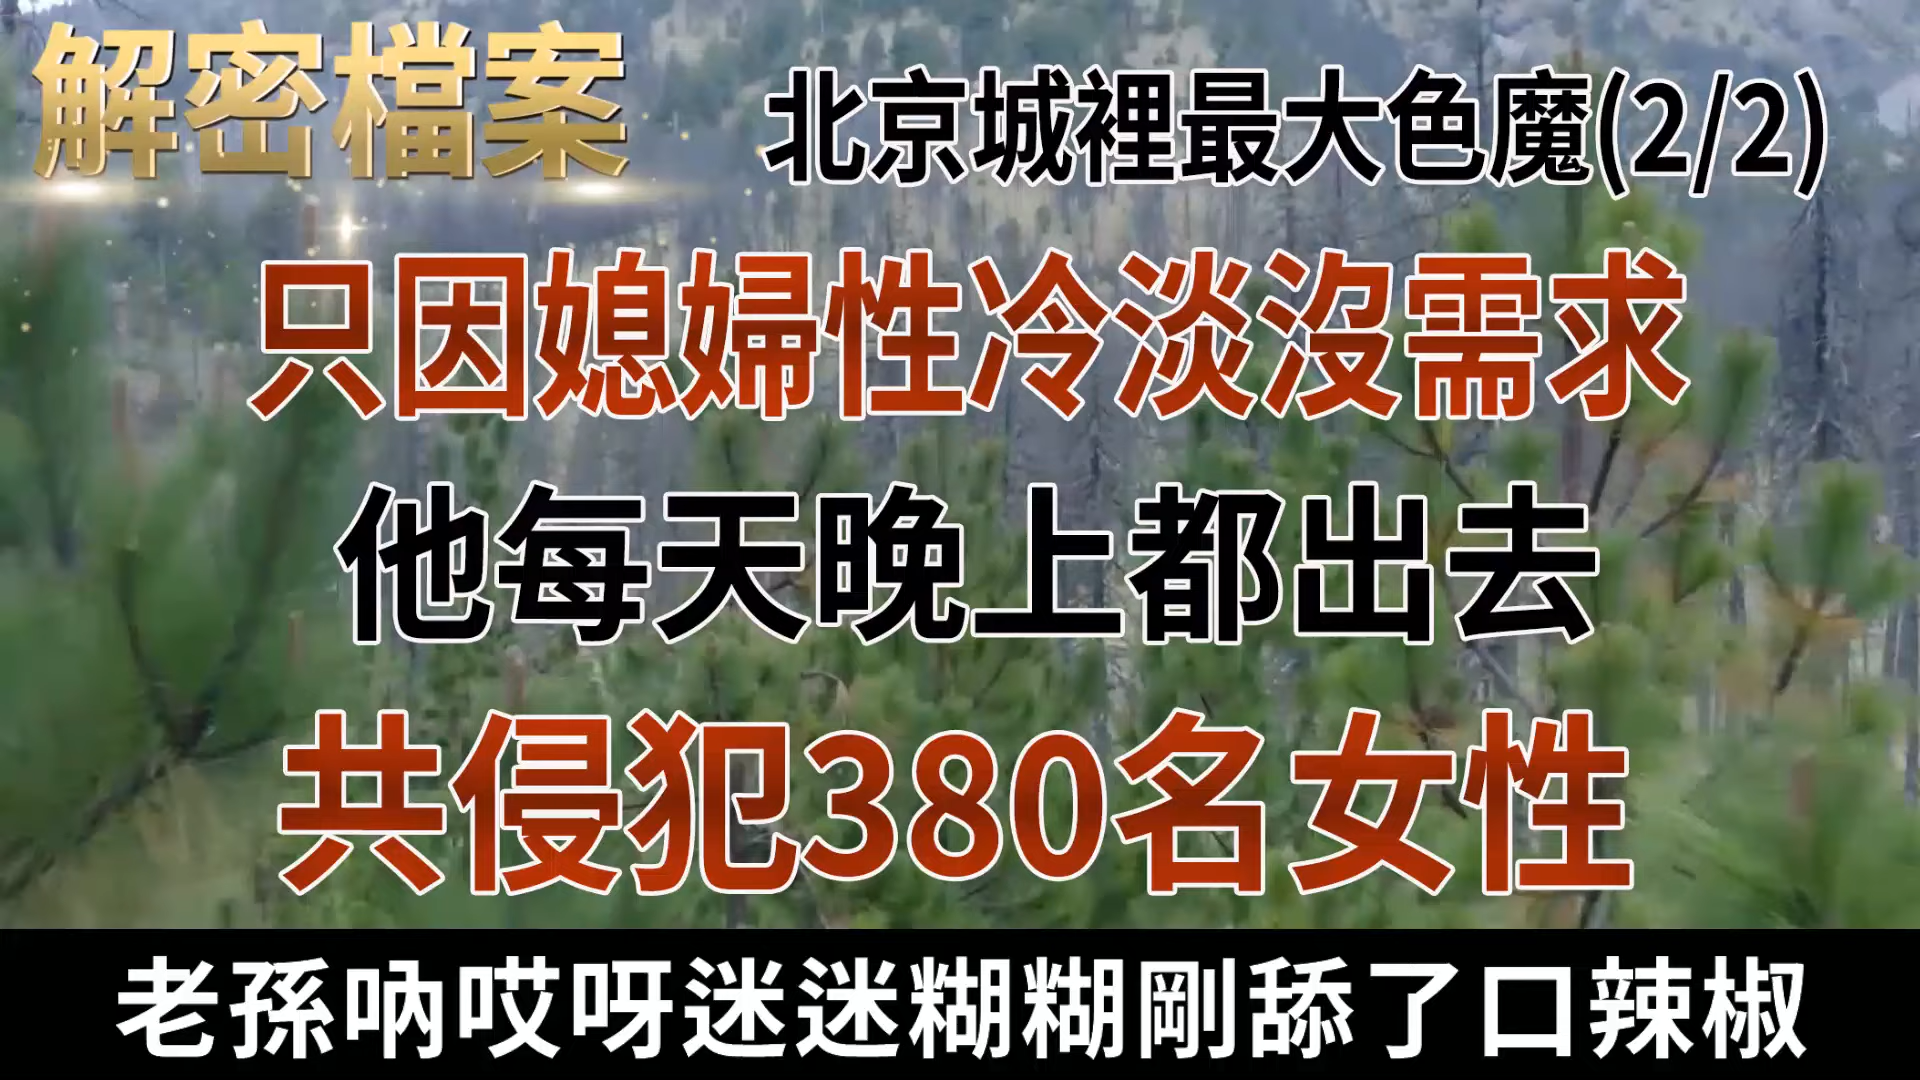 解密檔案
北京城裡最大色魔(2/2)
只因媳婦性冷淡沒需求
他每天晚上都出去
共侵犯380名女性
老孫吶哎呀迷迷糊糊剛舔了口辣椒